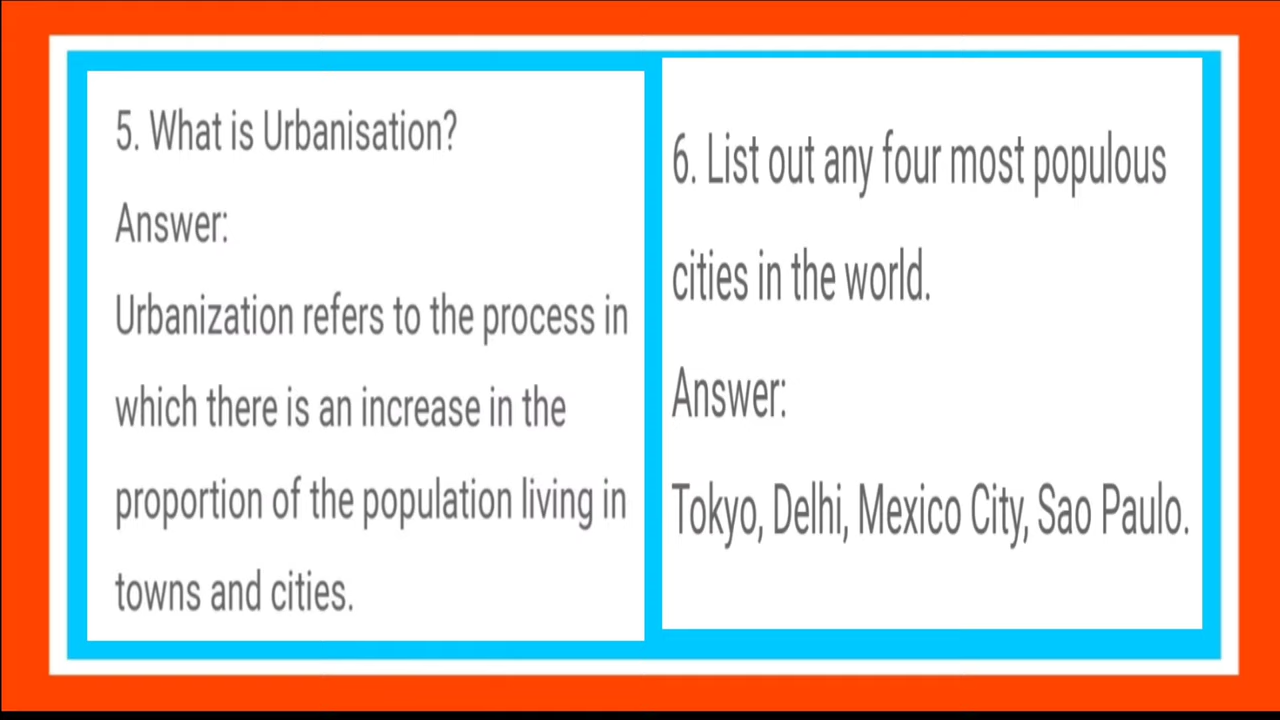 5. What is Urbanisation?
Answer:
Urbanization refers to the process in
which there is an increase in the
proportion of the population living in
towns and cities.
6. List out any four most populous
cities in the world.
Answer:
Tokyo, Delhi, Mexico City, Sao Paulo.